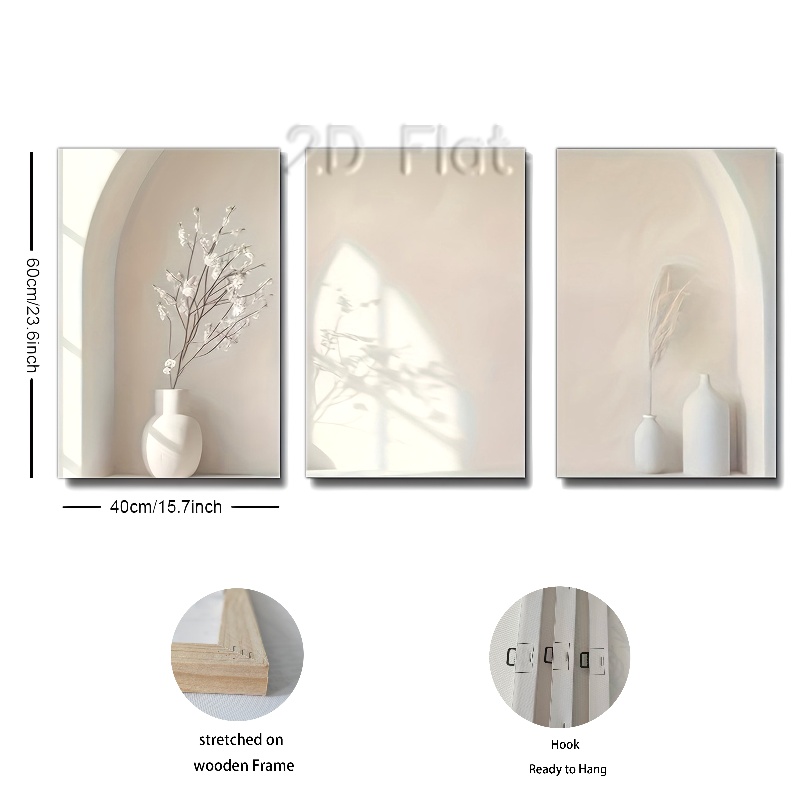 2D Flat
60cm/23.6inch
40cm/15.7inch
stretched on
wooden Frame
Hook
Ready to Hang